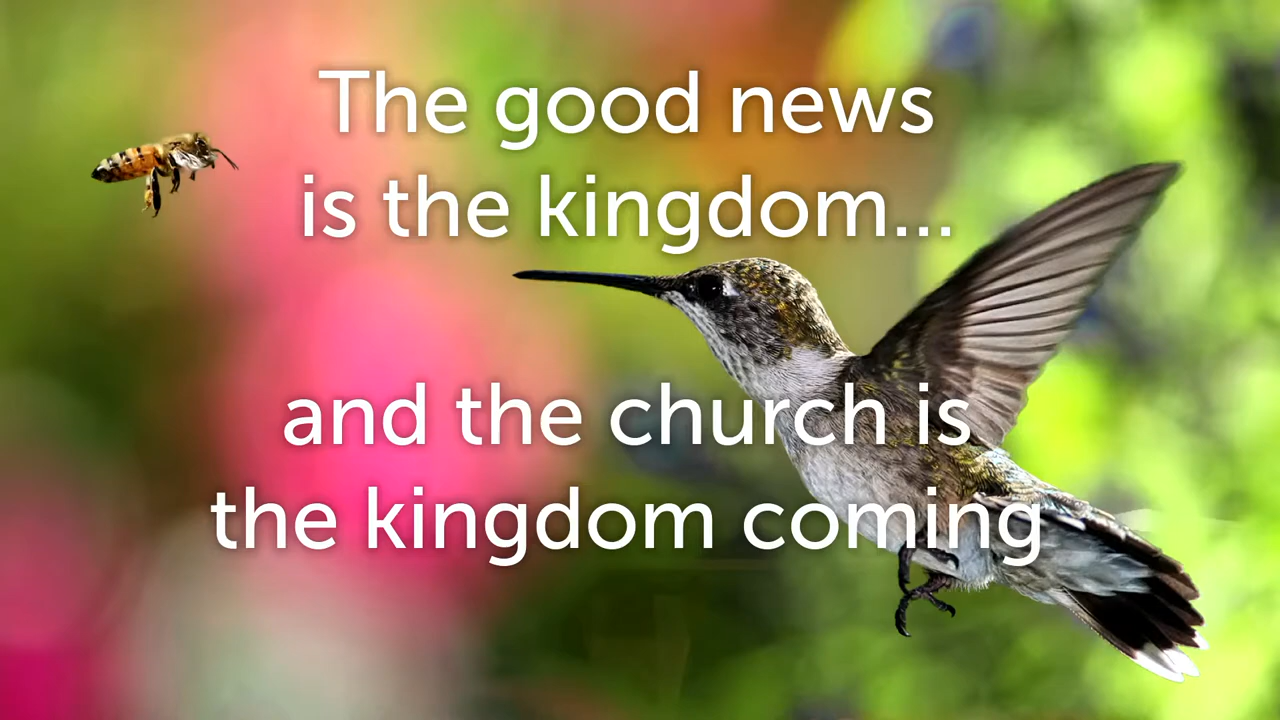 The good news
is the kingdom...
and the church is
the kingdom coming